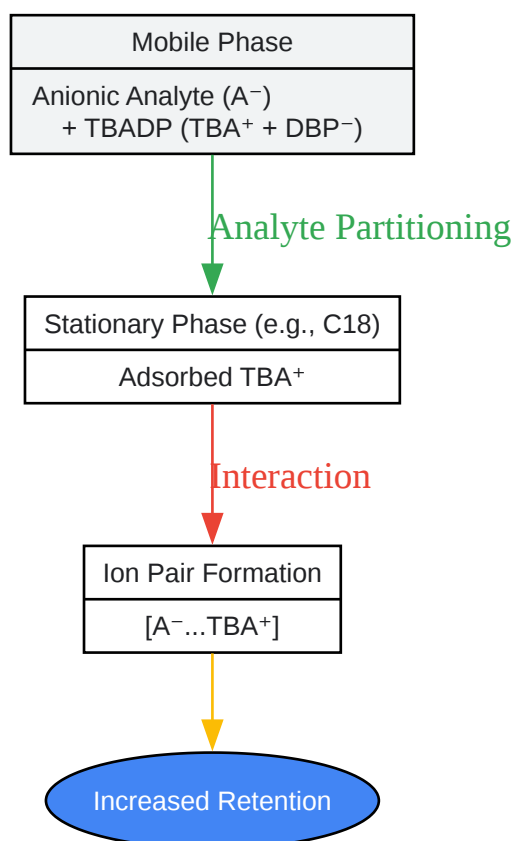 Mobile Phase
Anionic Analyte (A⁻)
+ TBADP (TBA⁺ + DBP⁻)
Analyte Partitioning
Stationary Phase (e.g., C18)
Adsorbed TBA⁺
Interaction
Ion Pair Formation
[A⁻...TBA⁺]
Increased Retention